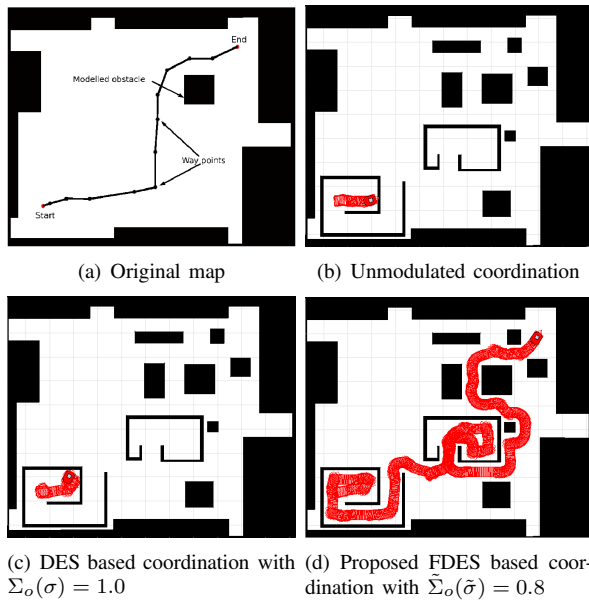 End
Modelled obstacle
Way points
Start
(a) Original map
(b) Unmodulated coordination
(c) DES based coordination with
Σₒ(σ) = 1.0
(d) Proposed FDES based coor-
dination with Σ̃ₒ(σ̃) = 0.8